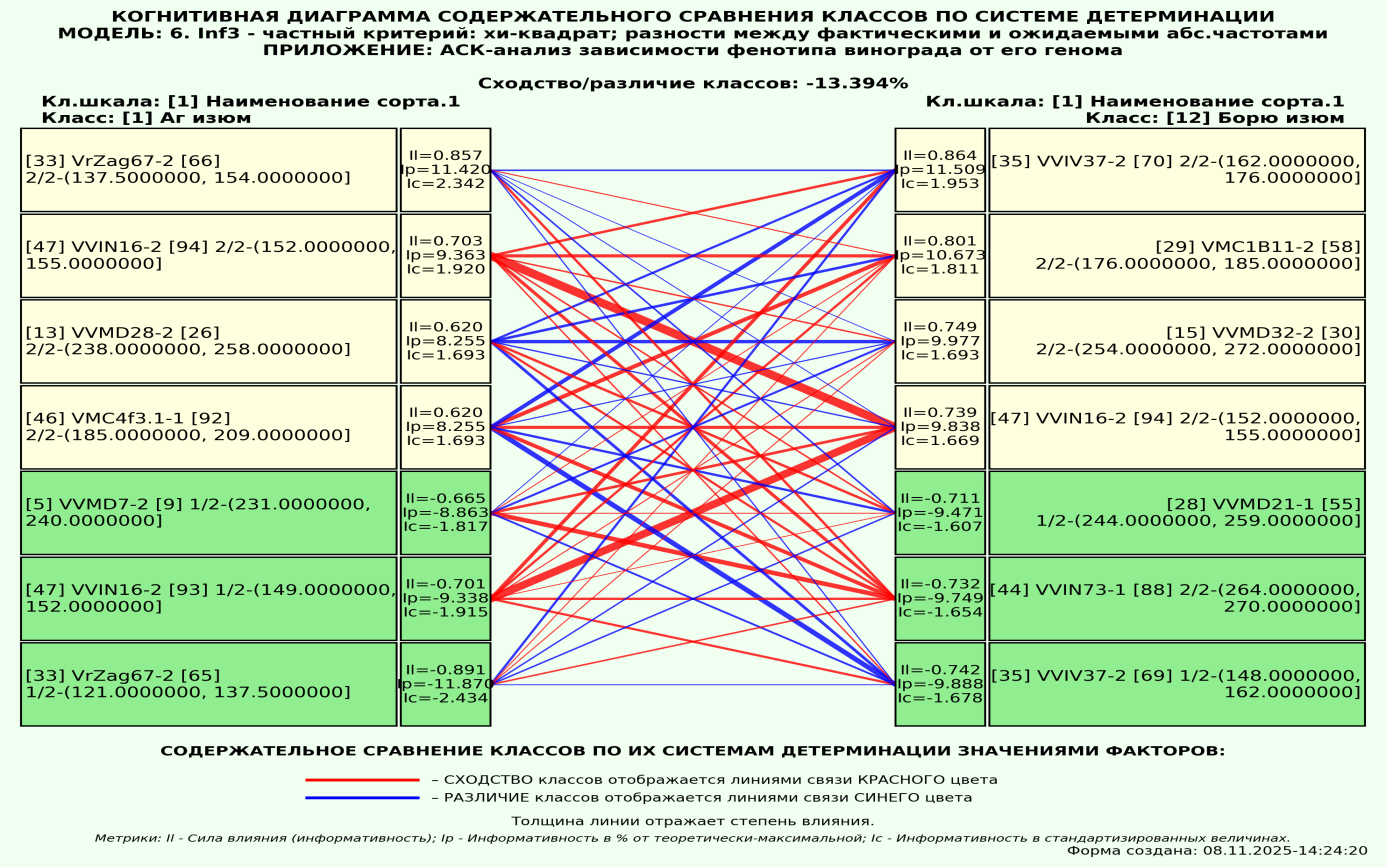 КОГНИТИВНАЯ ДИАГРАММА СОДЕРЖАТЕЛЬНОГО СРАВНЕНИЯ КЛАССОВ ПО СИСТЕМЕ ДЕТЕРМИНАЦИИ
МОДЕЛЬ: 6. Inf3 - частный критерий: хи-квадрат; разности между фактическими и ожидаемыми абс.частотами
ПРИЛОЖЕНИЕ: АСК-анализ зависимости фенотипа винограда от его генома
Сходство/различие классов: -13.394%
Кл.шкала: [1] Наименование сорта.1
Класс: [1] Аг изюм
Кл.шкала: [1] Наименование сорта.1
Класс: [12] Борю изюм
[33] VrZag67-2 [66]
2/2-(137.5000000, 154.0000000]
II=0.857
Ip=11.420
Ic=2.342
[47] VVIN16-2 [94] 2/2-(152.0000000,
155.0000000]
II=0.703
Ip=9.363
Ic=1.920
[13] VVMD28-2 [26]
2/2-(238.0000000, 258.0000000]
II=0.620
Ip=8.255
Ic=1.693
[46] VMC4f3.1-1 [92]
2/2-(185.0000000, 209.0000000]
II=0.620
Ip=8.255
Ic=1.693
[5] VVMD7-2 [9] 1/2-(231.0000000,
240.0000000]
II=-0.665
Ip=-8.863
Ic=-1.817
[47] VVIN16-2 [93] 1/2-(149.0000000,
152.0000000]
II=-0.701
Ip=-9.338
Ic=-1.915
[33] VrZag67-2 [65]
1/2-(121.0000000, 137.5000000]
II=-0.891
Ip=-11.870
Ic=-2.434
II=0.864
Ip=11.509
Ic=1.953
[35] VVIV37-2 [70] 2/2-(162.0000000,
176.0000000]
II=0.801
Ip=10.673
Ic=1.811
[29] VMC1B11-2 [58]
2/2-(176.0000000, 185.0000000]
II=0.749
Ip=9.977
Ic=1.693
[15] VVMD32-2 [30]
2/2-(254.0000000, 272.0000000]
II=0.739
Ip=9.838
Ic=1.669
[47] VVIN16-2 [94] 2/2-(152.0000000,
155.0000000]
II=-0.711
Ip=-9.471
Ic=-1.607
[28] VVMD21-1 [55]
1/2-(244.0000000, 259.0000000]
II=-0.732
Ip=-9.749
Ic=-1.654
[44] VVIN73-1 [88] 2/2-(264.0000000,
270.0000000]
II=-0.742
Ip=-9.888
Ic=-1.678
[35] VVIV37-2 [69] 1/2-(148.0000000,
162.0000000]
СОДЕРЖАТЕЛЬНОЕ СРАВНЕНИЕ КЛАССОВ ПО ИХ СИСТЕМАМ ДЕТЕРМИНАЦИИ ЗНАЧЕНИЯМИ ФАКТОРОВ:
– СХОДСТВО классов отображается линиями связи КРАСНОГО цвета
– РАЗЛИЧИЕ классов отображается линиями связи СИНЕГО цвета
Толщина линии отражает степень влияния.
Метрики: II - Сила влияния (информативность); Ip - Информативность в % от теоретически-максимальной; Ic - Информативность в стандартизированных величинах.
Форма создана: 08.11.2025-14:24:20